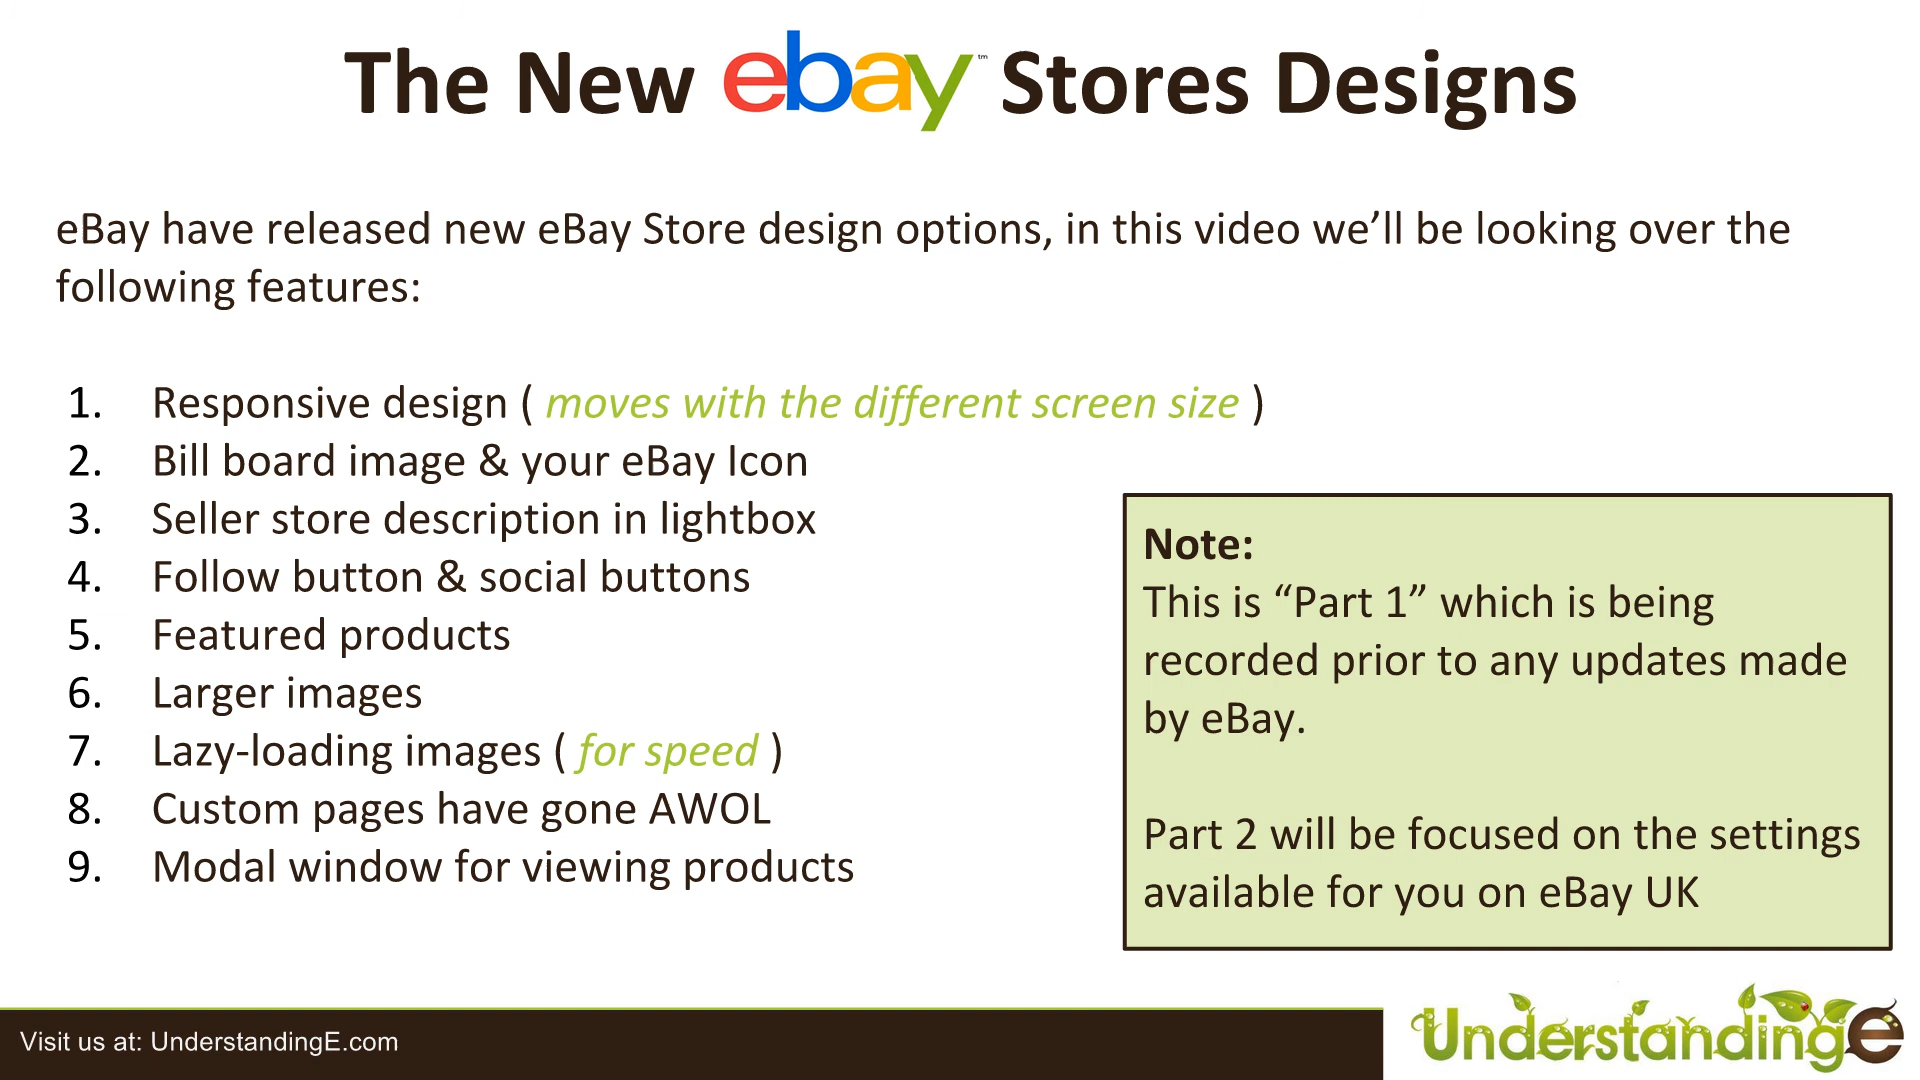 The New ebay™ Stores Designs
eBay have released new eBay Store design options, in this video we’ll be looking over the
following features:
1. Responsive design ( moves with the different screen size )
2. Bill board image & your eBay Icon
3. Seller store description in lightbox
4. Follow button & social buttons
5. Featured products
6. Larger images
7. Lazy-loading images ( for speed )
8. Custom pages have gone AWOL
9. Modal window for viewing products
Note:
This is “Part 1” which is being
recorded prior to any updates made
by eBay.
Part 2 will be focused on the settings
available for you on eBay UK
Visit us at: UnderstandingE.com
UnderstandingE